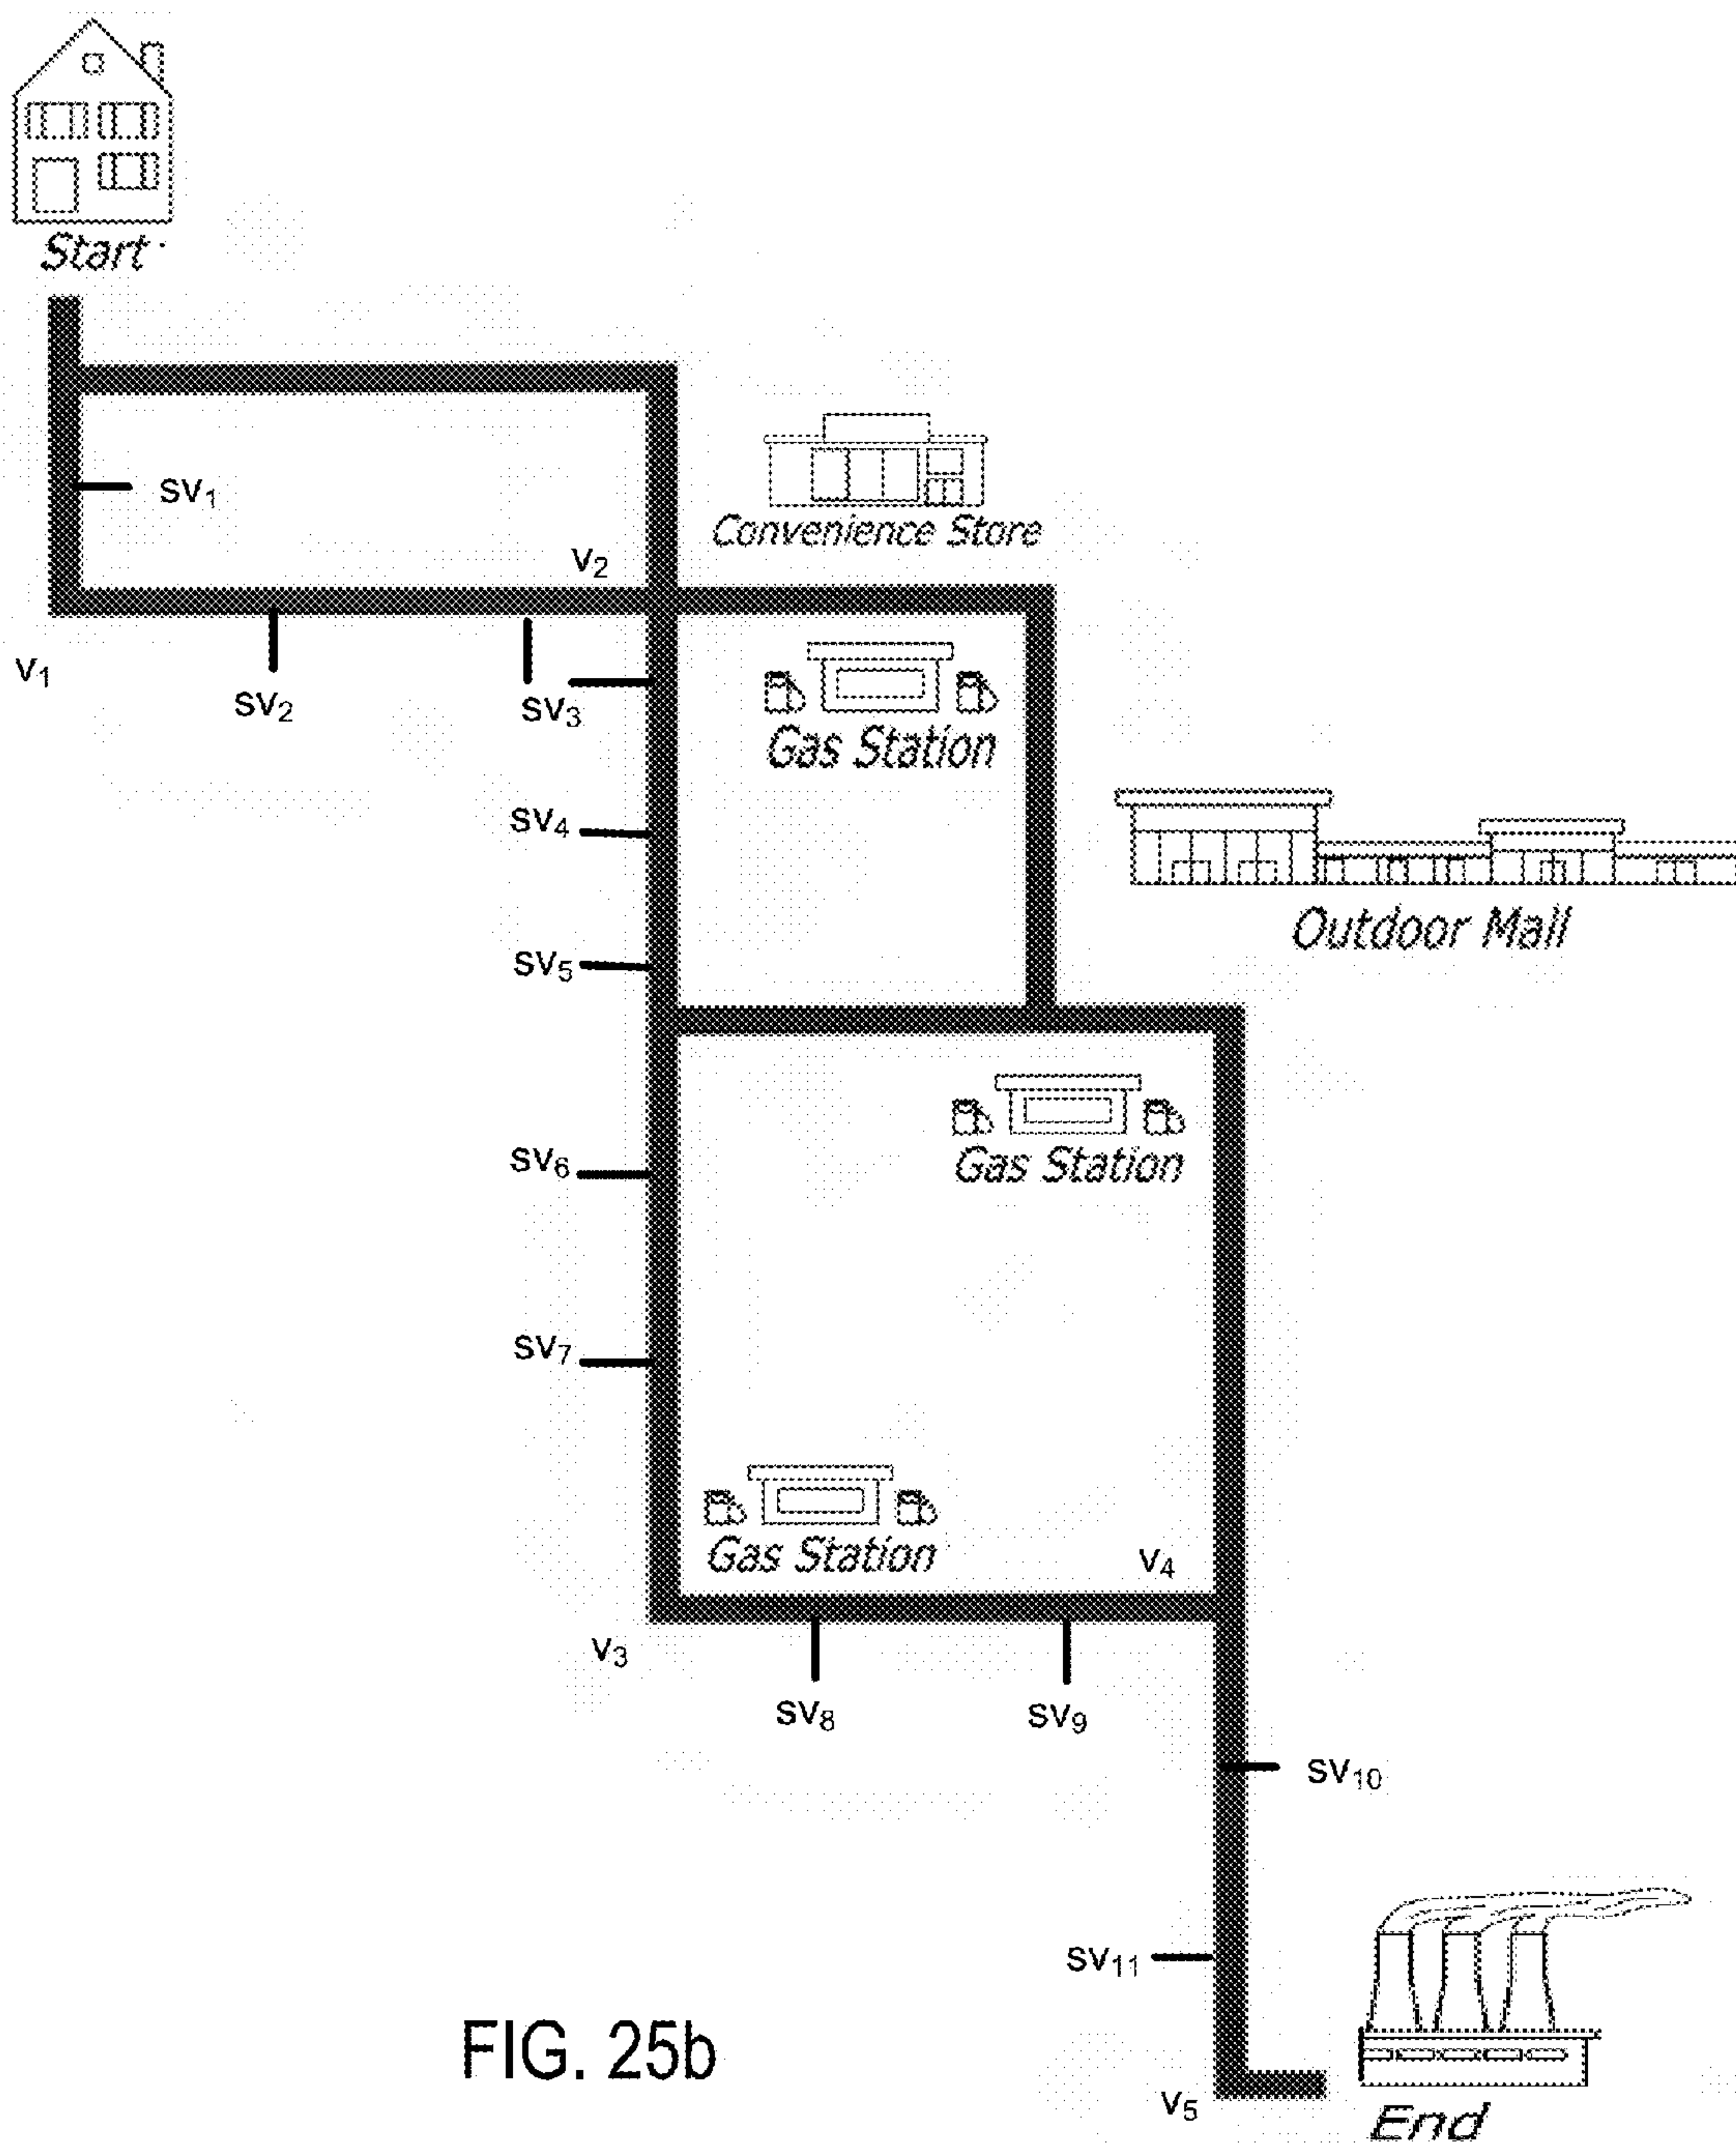 Start
sv₁
Convenience Store
v₂
v₁
sv₂
sv₃
Gas Station
sv₄
Outdoor Mall
sv₅
Gas Station
sv₆
sv₇
Gas Station
v₄
v₃
sv₈
sv₉
sv₁₀
sv₁₁
FIG. 25b
v₅
End